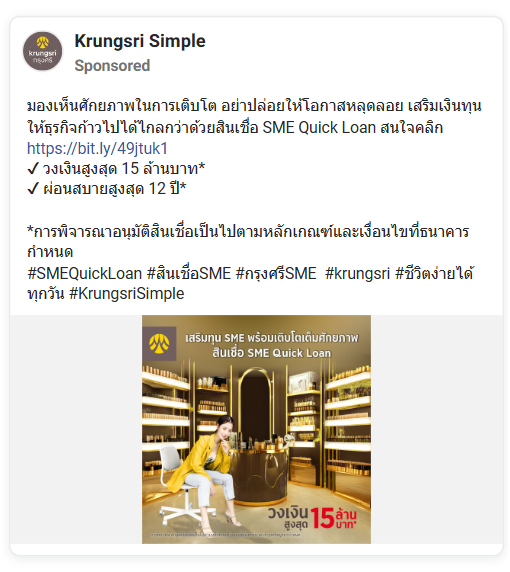 Krungsri Simple
Sponsored
krungsri
กรุงศรี
มองเห็นศักยภาพในการเติบโต อย่าปล่อยให้โอกาสหลุดลอย เสริมเงินทุน
ให้ธุรกิจก้าวไปได้ไกลกว่าด้วยสินเชื่อ SME Quick Loan สนใจคลิก
https://bit.ly/49jtuk1
✓ วงเงินสูงสุด 15 ล้านบาท*
✓ ผ่อนสบายสูงสุด 12 ปี*
*การพิจารณาอนุมัติสินเชื่อเป็นไปตามหลักเกณฑ์และเงื่อนไขที่ธนาคาร
กำหนด
#SMEQuickLoan #สินเชื่อSME #กรุงศรีSME #krungsri #ชีวิตง่ายได้
ทุกวัน #KrungsriSimple
เสริมทุน SME พร้อมเติบโตเต็มศักยภาพ
สินเชื่อ SME Quick Loan
วงเงิน
สูงสุด 15 ล้าน
บาท*